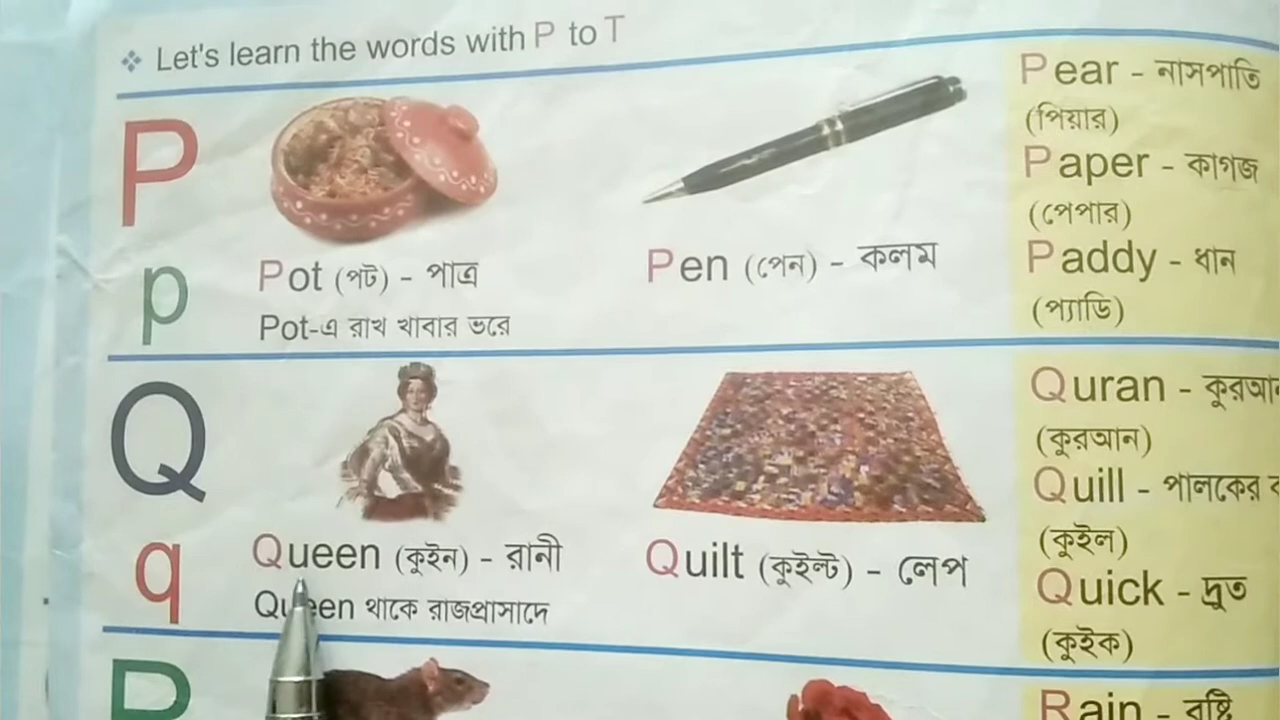 ❖ Let's learn the words with P to T
P
p
Pot (পট) - পাত্র
Pot-এ রাখ খাবার ভরে
Pen (পেন) - কলম
Pear - নাসপাতি
(পিয়ার)
Paper - কাগজ
(পেপার)
Paddy - ধান
(প্যাডি)
Q
q
Queen (কুইন) - রানী
Queen থাকে রাজপ্রাসাদে
Quilt (কুইল্ট) - লেপ
Quran - কুরআন
(কুরআন)
Quill - পালকের
(কুইল)
Quick - দ্রুত
(কুইক)
Rain - বৃষ্টি